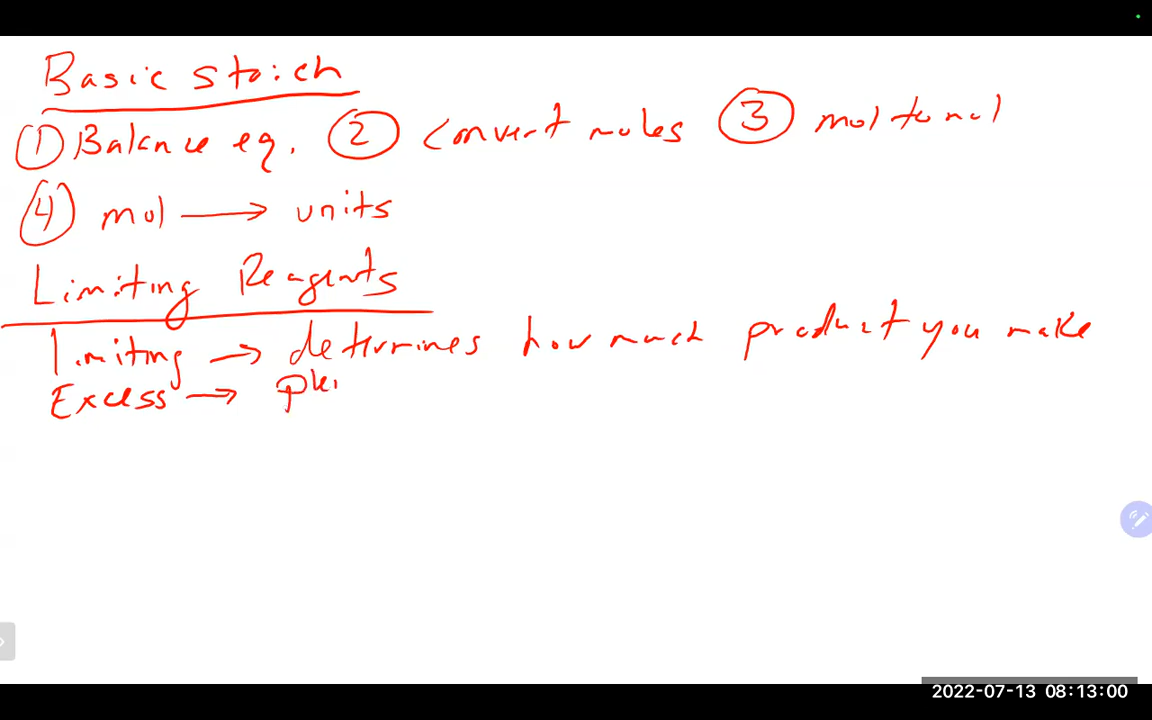 Basic stoich
① Balance eq. ② convert moles ③ mol to mol
④ mol → units
Limiting Reagents
limiting → determines how much product you make
Excess →
2022-07-13 08:13:00